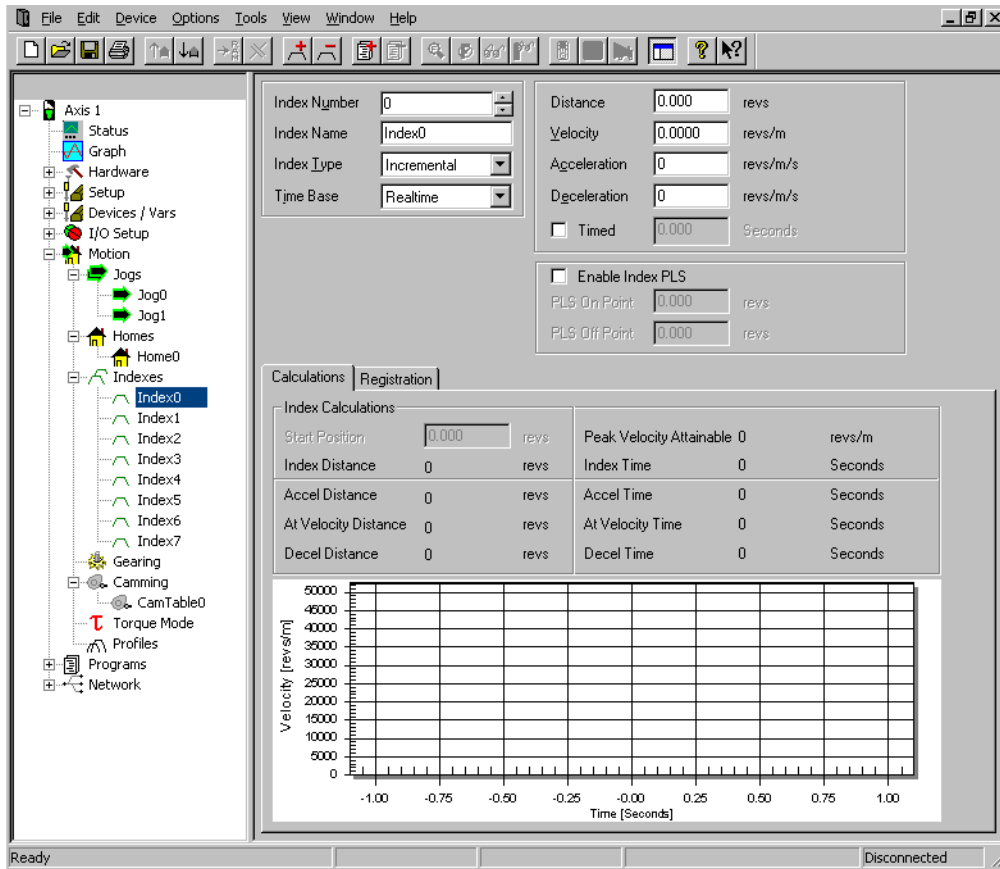 File Edit Device Options Tools View Window Help
Axis 1
Status
Graph
Hardware
Setup
Devices / Vars
I/O Setup
Motion
Jogs
Jog0
Jog1
Homes
Home0
Indexes
Index0
Index1
Index2
Index3
Index4
Index5
Index6
Index7
Gearing
Camming
CamTable0
Torque Mode
Profiles
Programs
Network
Index Number 0
Index Name Index0
Index Type Incremental
Time Base Realtime
Distance 0.000 revs
Velocity 0.0000 revs/m
Acceleration 0 revs/m/s
Deceleration 0 revs/m/s
Timed 0.000 Seconds
Enable Index PLS
PLS On Point 0.000 revs
PLS Off Point 0.000 revs
Calculations Registration
Index Calculations
Start Position 0.000 revs Peak Velocity Attainable 0 revs/m
Index Distance 0 revs Index Time 0 Seconds
Accel Distance 0 revs Accel Time 0 Seconds
At Velocity Distance 0 revs At Velocity Time 0 Seconds
Decel Distance 0 revs Decel Time 0 Seconds
Velocity [revs/m]
50000
45000
40000
35000
30000
25000
20000
15000
10000
5000
0
-1.00 -0.75 -0.50 -0.25 -0.00 0.25 0.50 0.75 1.00
Time [Seconds]
Ready Disconnected